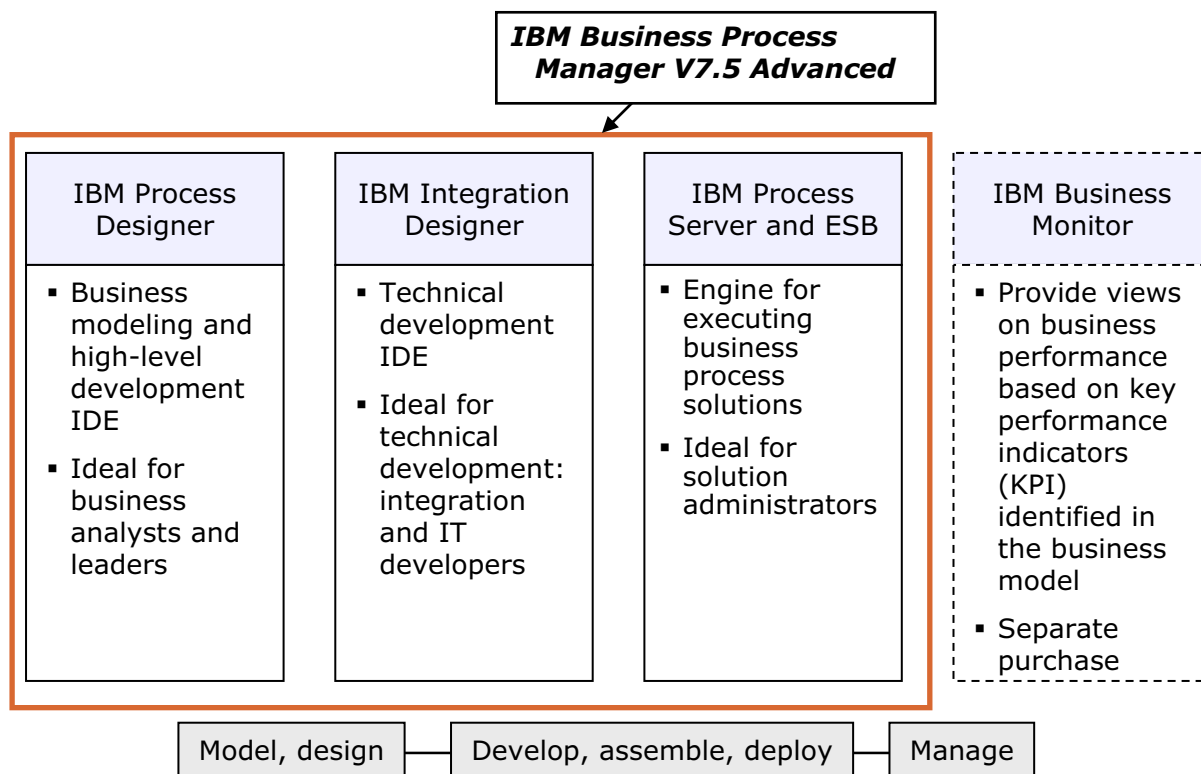 IBM Business Process
Manager V7.5 Advanced
IBM Process
Designer
▪ Business
modeling and
high-level
development
IDE
▪ Ideal for
business
analysts and
leaders
IBM Integration
Designer
▪ Technical
development
IDE
▪ Ideal for
technical
development:
integration
and IT
developers
IBM Process
Server and ESB
▪ Engine for
executing
business
process
solutions
▪ Ideal for
solution
administrators
IBM Business
Monitor
▪ Provide views
on business
performance
based on key
performance
indicators
(KPI)
identified in
the business
model
▪ Separate
purchase
Model, design
Develop, assemble, deploy
Manage